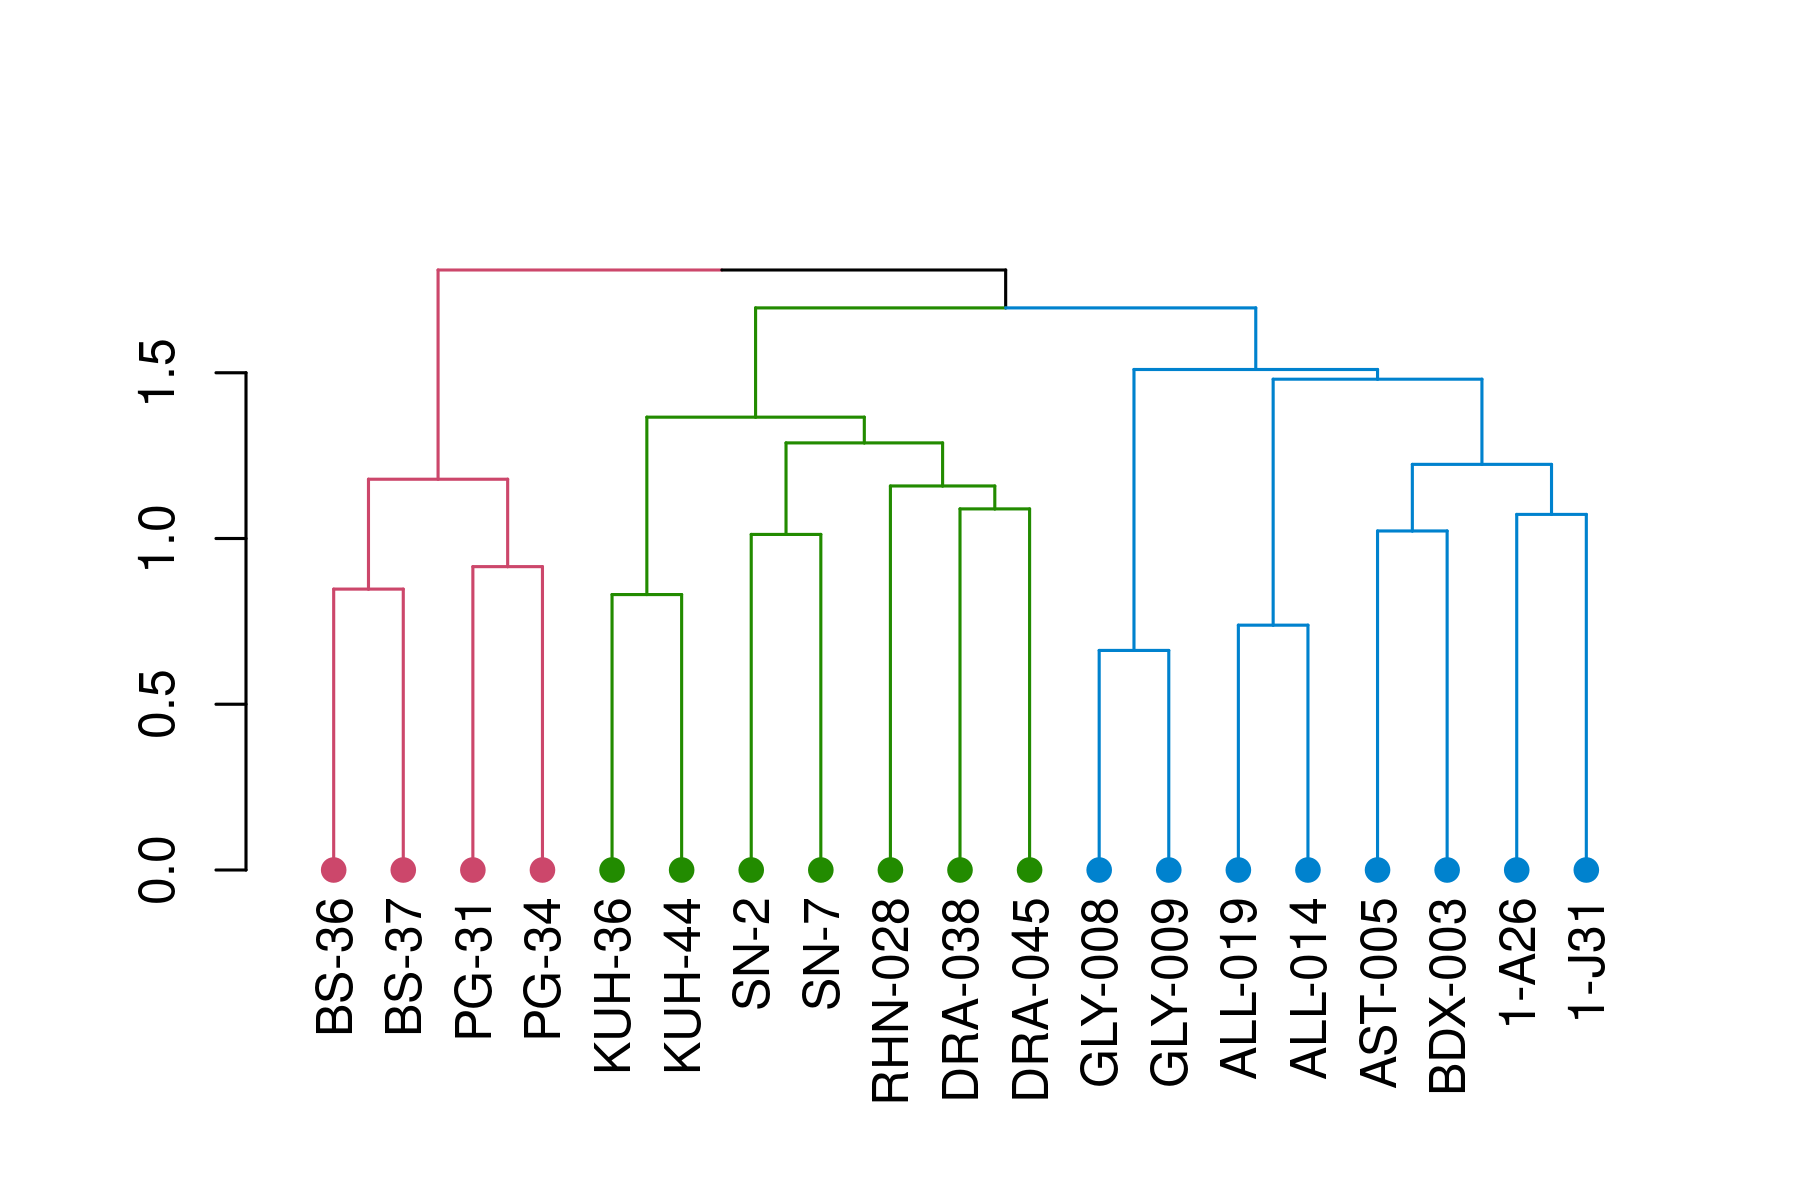 1.5
1.0
0.5
0.0
BS-36
BS-37
PG-31
PG-34
KUH-36
KUH-44
SN-2
SN-7
RHN-028
DRA-038
DRA-045
GLY-008
GLY-009
ALL-019
ALL-014
AST-005
BDX-003
1-A26
1-J31